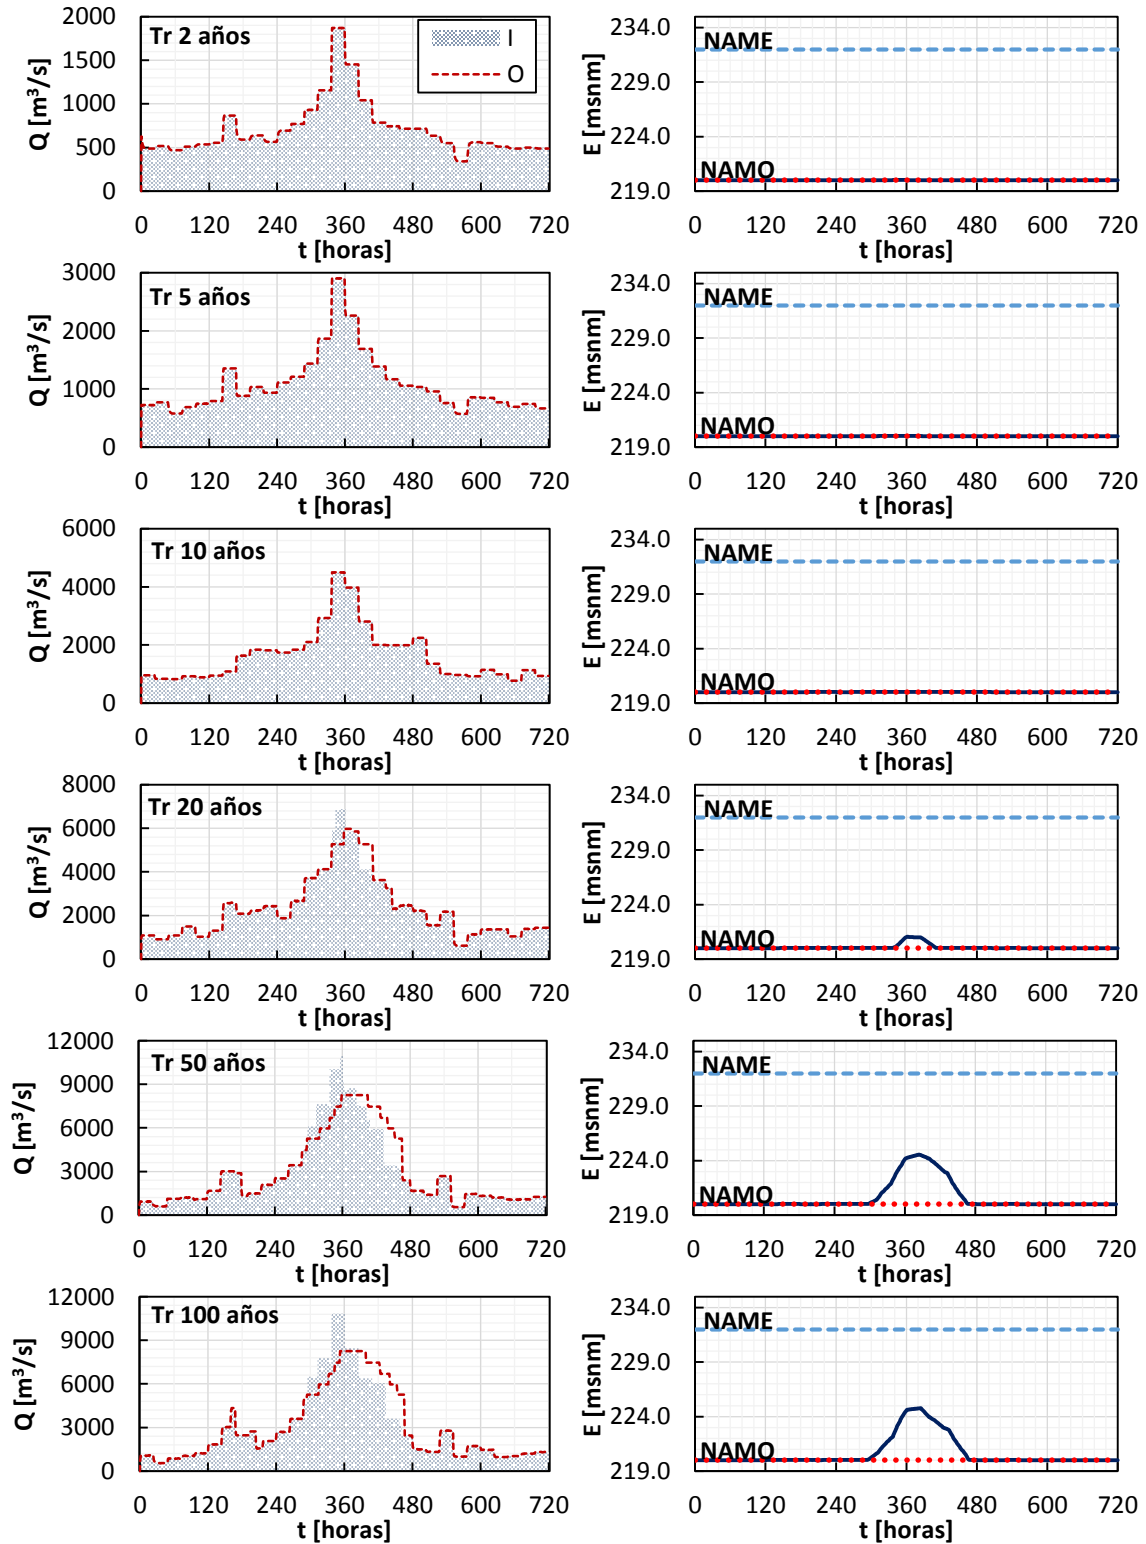 Tr 2 años
I
O
Q [m³/s]
2000
1500
1000
500
0
0 120 240 360 480 600 720
t [horas]
E [msnm]
234.0
229.0
224.0
219.0
NAME
NAMO
0 120 240 360 480 600 720
t [horas]
Tr 5 años
Q [m³/s]
3000
2000
1000
0
0 120 240 360 480 600 720
t [horas]
E [msnm]
234.0
229.0
224.0
219.0
NAME
NAMO
0 120 240 360 480 600 720
t [horas]
Tr 10 años
Q [m³/s]
6000
4000
2000
0
0 120 240 360 480 600 720
t [horas]
E [msnm]
234.0
229.0
224.0
219.0
NAME
NAMO
0 120 240 360 480 600 720
t [horas]
Tr 20 años
Q [m³/s]
8000
6000
4000
2000
0
0 120 240 360 480 600 720
t [horas]
E [msnm]
234.0
229.0
224.0
219.0
NAME
NAMO
0 120 240 360 480 600 720
t [horas]
Tr 50 años
Q [m³/s]
12000
9000
6000
3000
0
0 120 240 360 480 600 720
t [horas]
E [msnm]
234.0
229.0
224.0
219.0
NAME
NAMO
0 120 240 360 480 600 720
t [horas]
Tr 100 años
Q [m³/s]
12000
9000
6000
3000
0
0 120 240 360 480 600 720
t [horas]
E [msnm]
234.0
229.0
224.0
219.0
NAME
NAMO
0 120 240 360 480 600 720
t [horas]